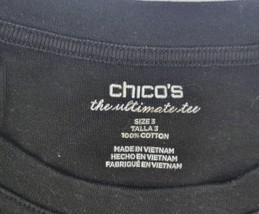 chico's
the ultimate tee
SIZE 3
TALLA 3
100% COTTON
MADE IN VIETNAM
HECHO EN VIETNAM
FABRIQUÉ EN VIETNAM